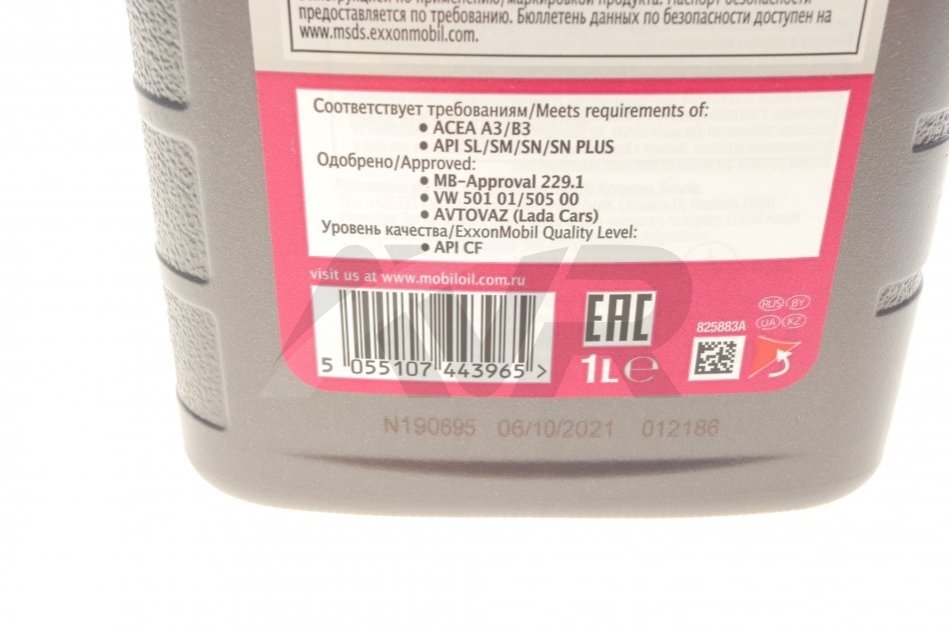 Инструкцией по применению/маркировкой продукта. Паспорт безопасности
предоставляется по требованию. Бюллетень данных по безопасности доступен на
www.msds.exxonmobil.com.
Соответствует требованиям/Meets requirements of:
• ACEA A3/B3
• API SL/SM/SN/SN PLUS
Одобрено/Approved:
• MB-Approval 229.1
• VW 501 01/505 00
• AVTOVAZ (Lada Cars)
Уровень качества/ExxonMobil Quality Level:
• API CF
visit us at www.mobiloil.com.ru
5 055107 443965 >
EAC
1L e
825883A
RUS BY
UA KZ
AVR
N190695 06/10/2021 012186